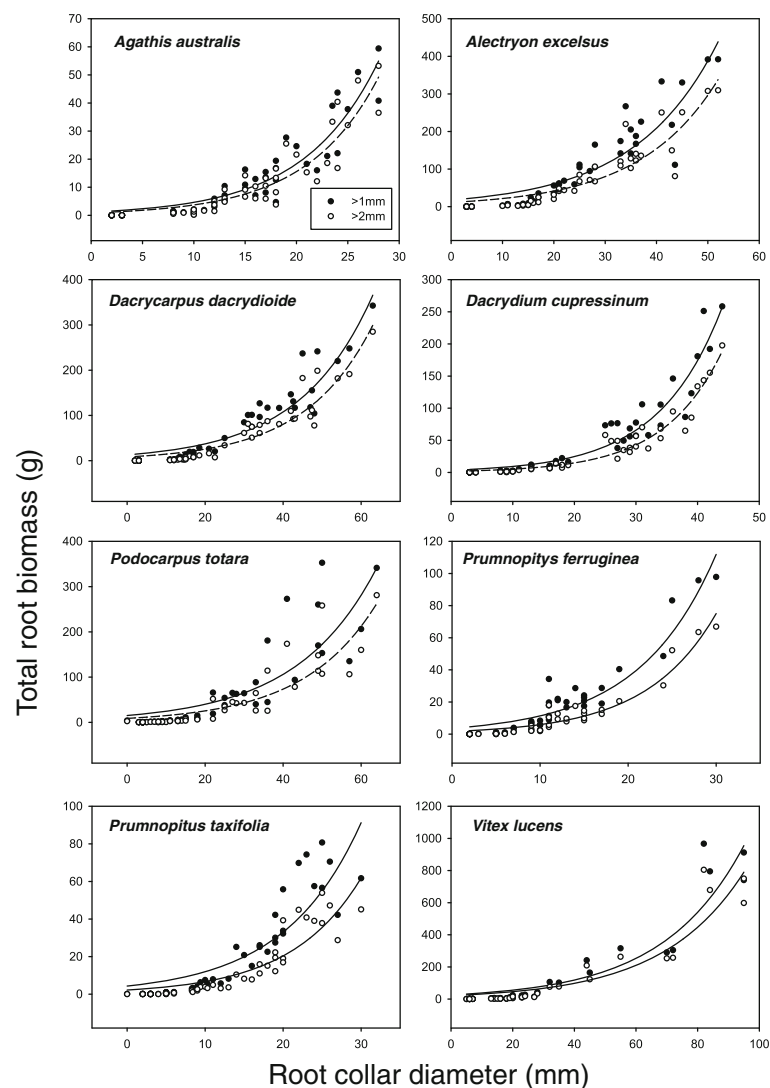 Total root biomass (g)
Agathis australis
70
60
50
40
30
20
10
0
0 5 10 15 20 25 30
>1mm
>2mm
Alectryon excelsus
500
400
300
200
100
0
0 10 20 30 40 50 60
Dacrycarpus dacrydioide
400
300
200
100
0
0 20 40 60
Dacrydium cupressinum
300
250
200
150
100
50
0
0 10 20 30 40 50
Podocarpus totara
400
300
200
100
0
0 20 40 60
Prumnopitys ferruginea
120
100
80
60
40
20
0
0 10 20 30
Prumnopitus taxifolia
100
80
60
40
20
0
0 10 20 30
Vitex lucens
1200
1000
800
600
400
200
0
0 20 40 60 80 100
Root collar diameter (mm)